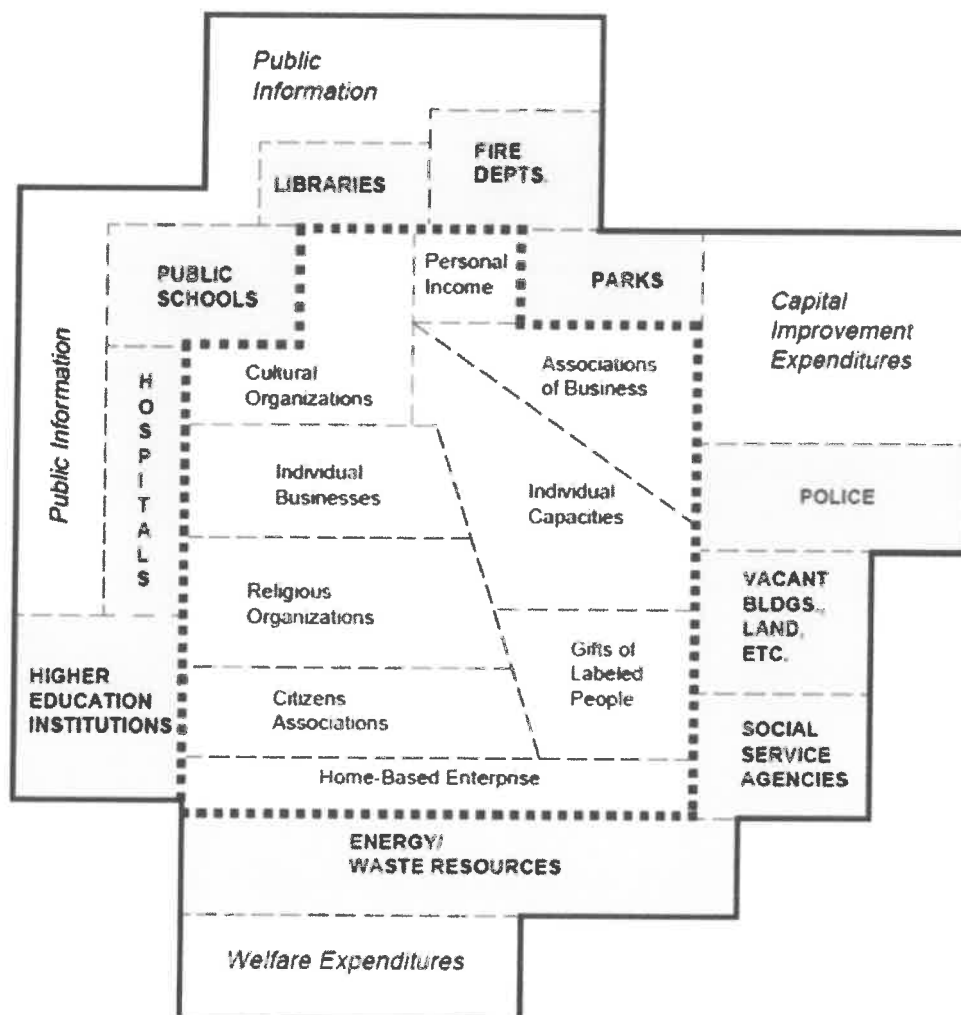 Public
Information
FIRE
DEPTS.
LIBRARIES
PUBLIC
SCHOOLS
Personal
Income
PARKS
Capital
Improvement
Expenditures
Public Information
HOSPITALS
Cultural
Organizations
Associations
of Business
Individual
Businesses
Individual
Capacities
POLICE
Religious
Organizations
VACANT
BLDGS.,
LAND,
ETC.
Gifts of
Labeled
People
HIGHER
EDUCATION
INSTITUTIONS
Citizens
Associations
SOCIAL
SERVICE
AGENCIES
Home-Based Enterprise
ENERGY/
WASTE RESOURCES
Welfare Expenditures